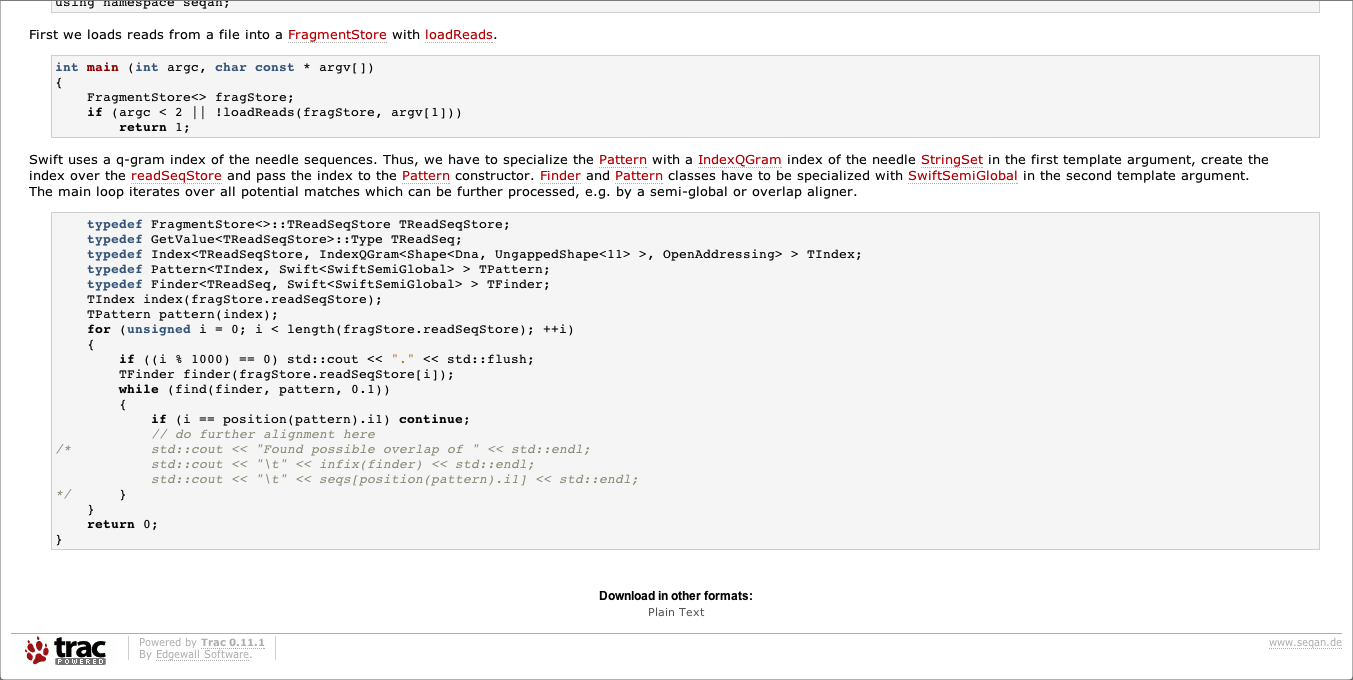 using namespace seqan;
First we loads reads from a file into a FragmentStore with loadReads.
int main (int argc, char const * argv[])
{
    FragmentStore<> fragStore;
    if (argc < 2 || !loadReads(fragStore, argv[1]))
        return 1;
Swift uses a q-gram index of the needle sequences. Thus, we have to specialize the Pattern with a IndexQGram index of the needle StringSet in the first template argument, create the
index over the readSeqStore and pass the index to the Pattern constructor. Finder and Pattern classes have to be specialized with SwiftSemiGlobal in the second template argument.
The main loop iterates over all potential matches which can be further processed, e.g. by a semi-global or overlap aligner.
    typedef FragmentStore<>::TReadSeqStore TReadSeqStore;
    typedef GetValue<TReadSeqStore>::Type TReadSeq;
    typedef Index<TReadSeqStore, IndexQGram<Shape<Dna, UngappedShape<11> >, OpenAddressing> > TIndex;
    typedef Pattern<TIndex, Swift<SwiftSemiGlobal> > TPattern;
    typedef Finder<TReadSeq, Swift<SwiftSemiGlobal> > TFinder;
    TIndex index(fragStore.readSeqStore);
    TPattern pattern(index);
    for (unsigned i = 0; i < length(fragStore.readSeqStore); ++i)
    {
        if ((i % 1000) == 0) std::cout << "." << std::flush;
        TFinder finder(fragStore.readSeqStore[i]);
        while (find(finder, pattern, 0.1))
        {
            if (i == position(pattern).i1) continue;
            // do further alignment here
/*          std::cout << "Found possible overlap of " << std::endl;
            std::cout << "\t" << infix(finder) << std::endl;
            std::cout << "\t" << seqs[position(pattern).i1] << std::endl;
*/      }
    }
    return 0;
}
Download in other formats:
Plain Text
trac
POWERED
Powered by Trac 0.11.1
By Edgewall Software.
www.seqan.de